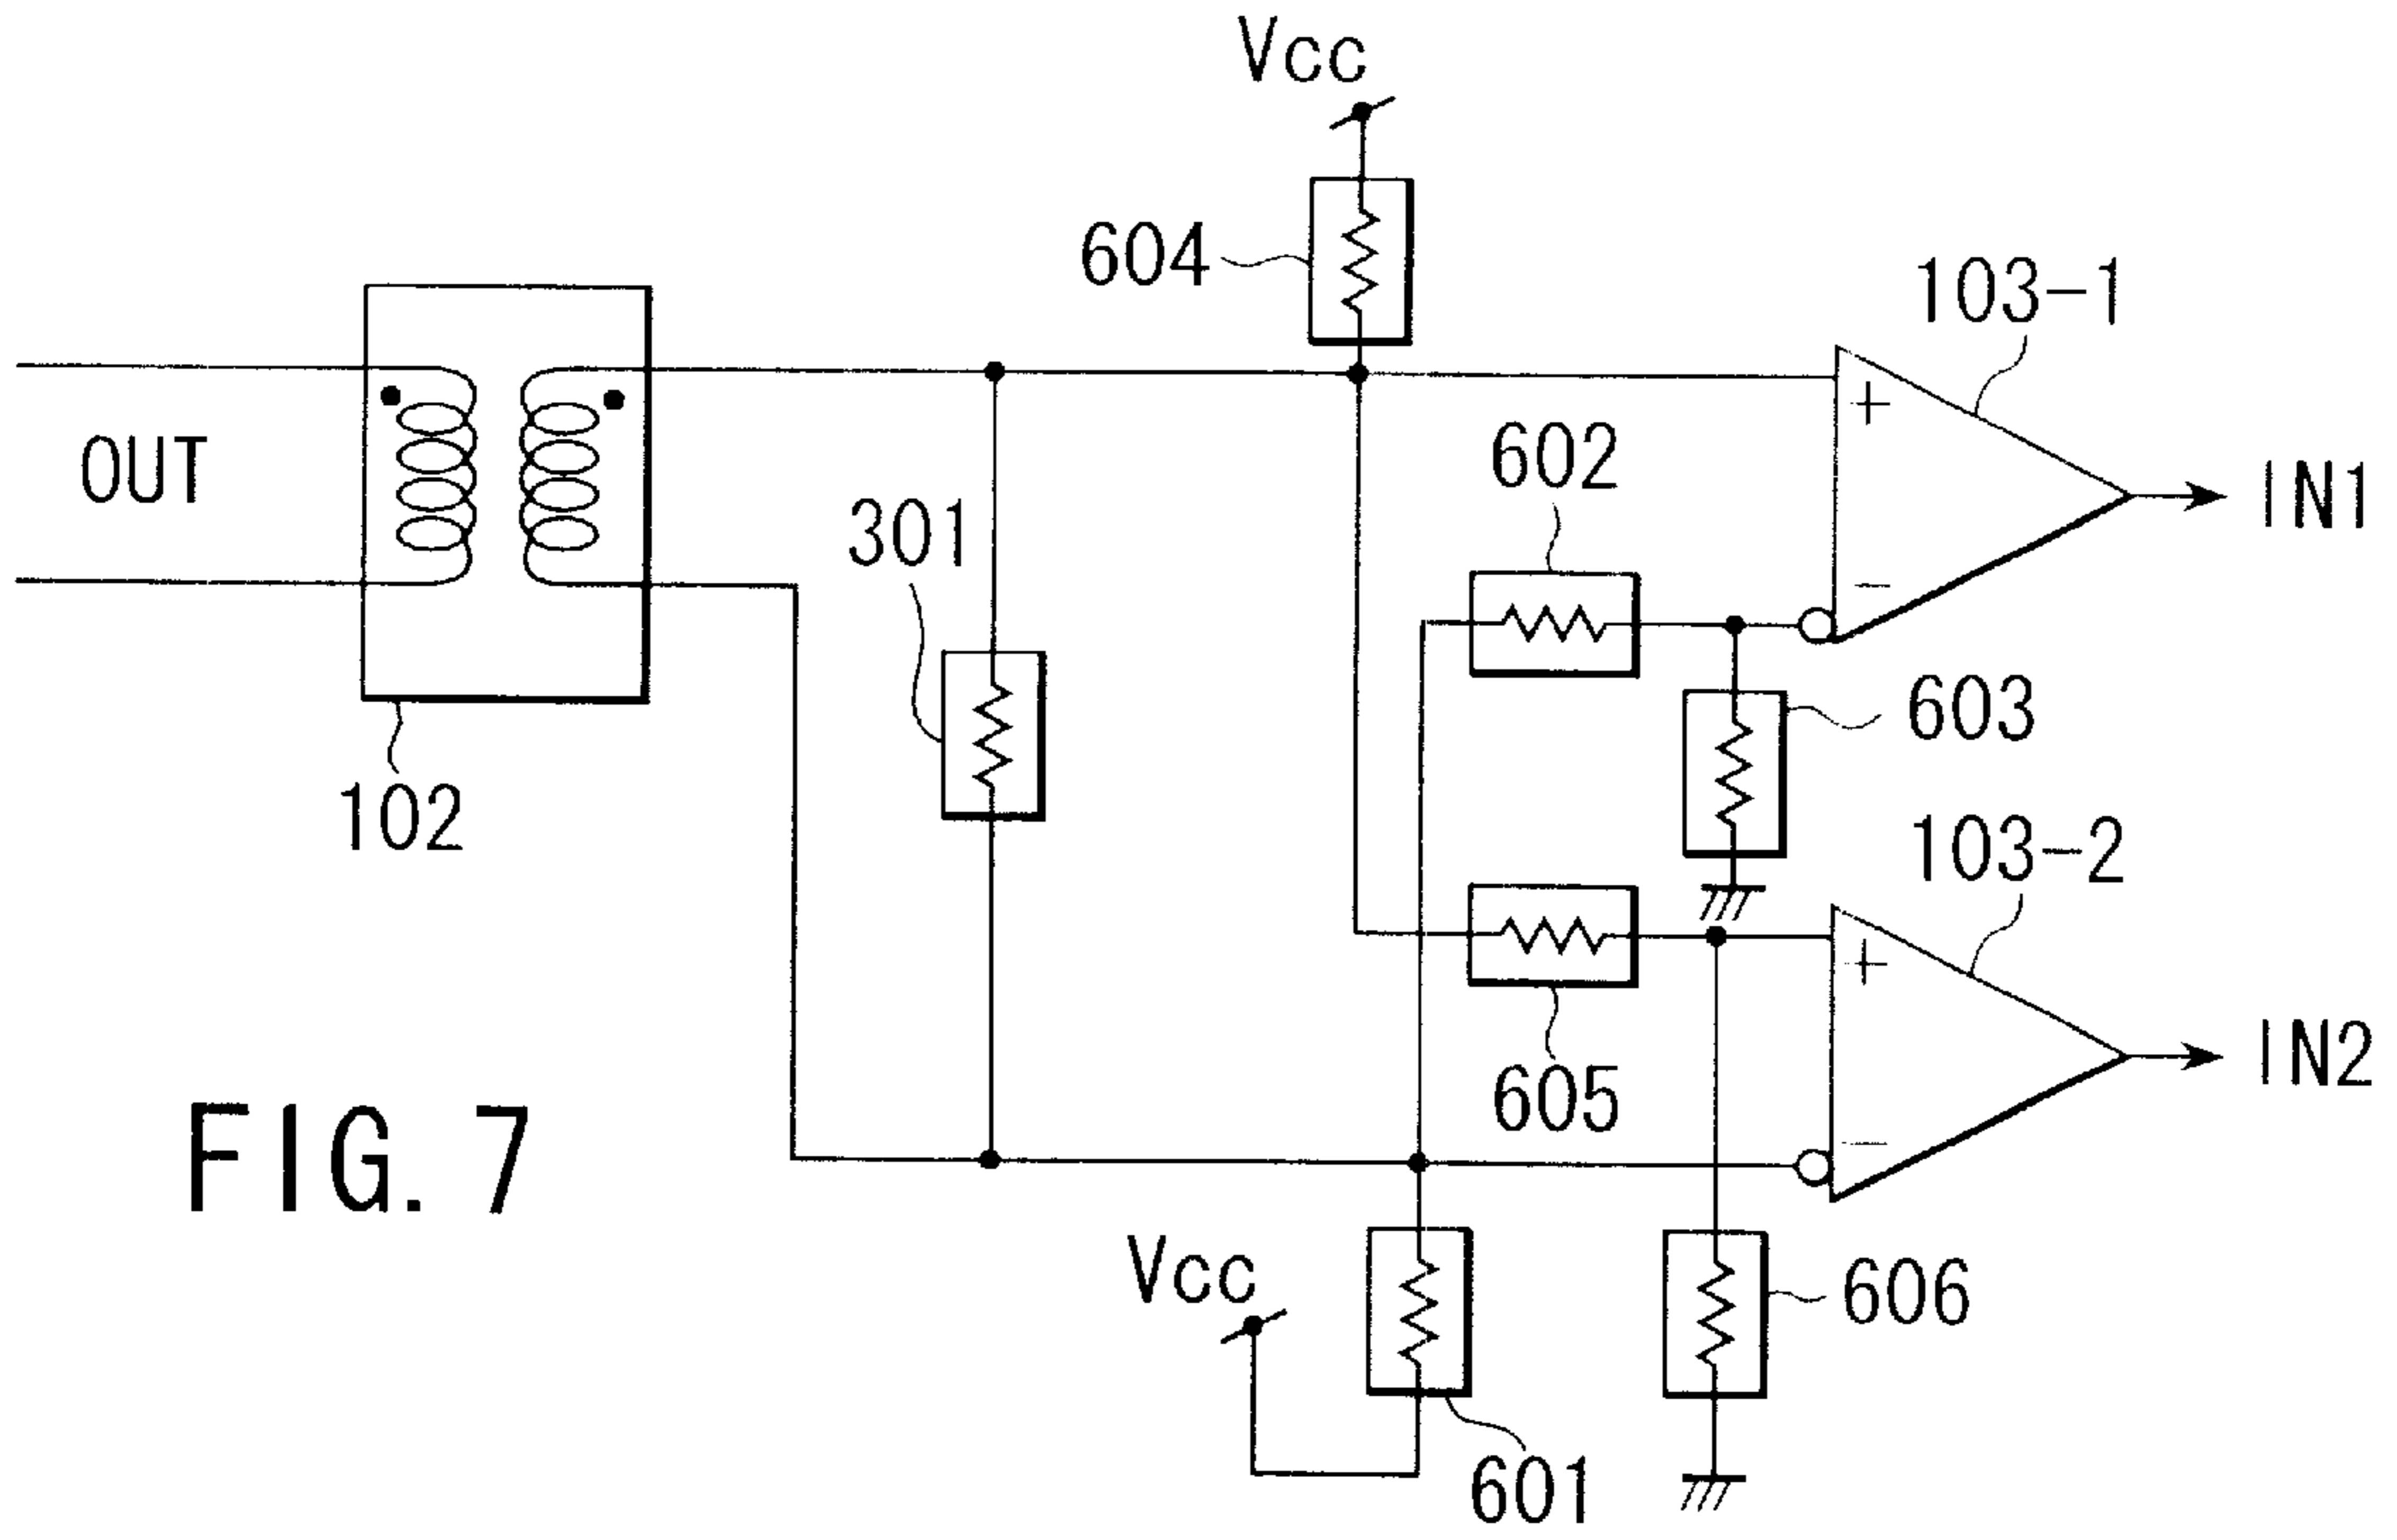 Vcc
604
103-1
+
OUT
602
IN1
301
−
603
102
103-2
+
605
IN2
−
FIG. 7
Vcc
606
601